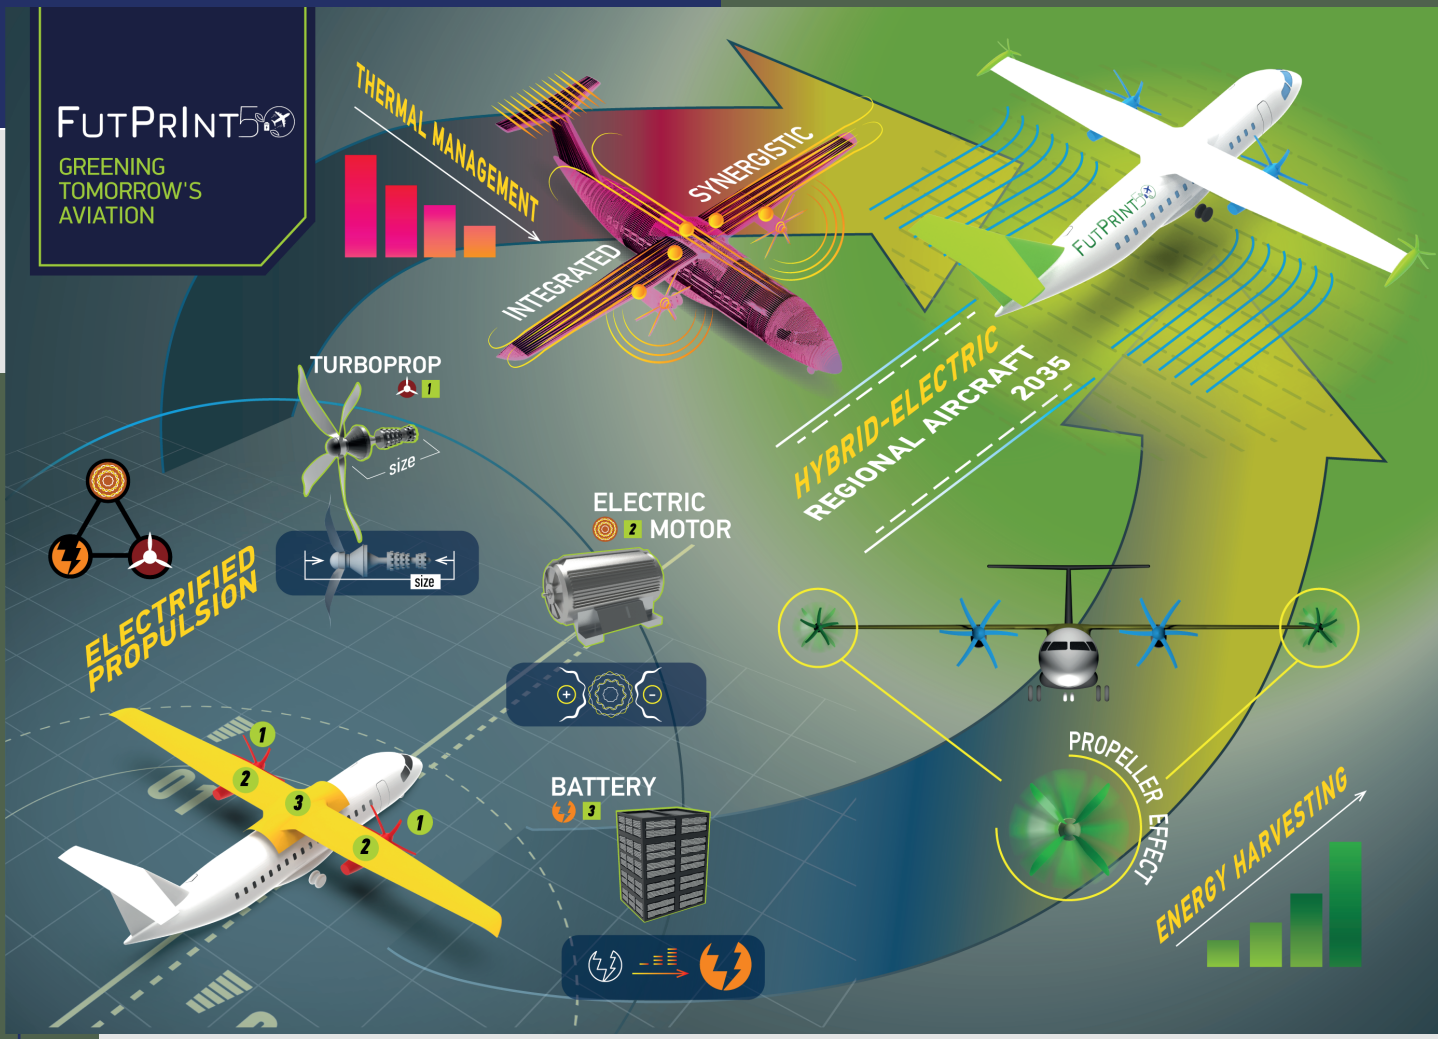 FUTPRINT50
GREENING
TOMORROW'S
AVIATION
THERMAL MANAGEMENT
SYNERGISTIC
INTEGRATED
FUTPRINT50
HYBRID-ELECTRIC
REGIONAL AIRCRAFT
2035
TURBOPROP
1
size
size
ELECTRIC
2 MOTOR
+ -
ELECTRIFIED
PROPULSION
1
2
3
1
2
01
BATTERY
3
PROPELLER EFFECT
ENERGY HARVESTING